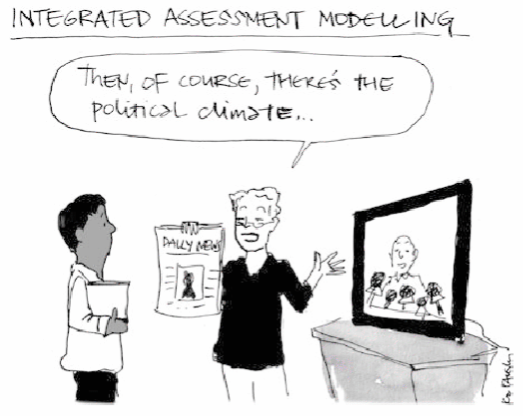 INTEGRATED ASSESSMENT MODELLING
THEN, OF COURSE, THERE'S THE
political climate...
DAILY NEWS